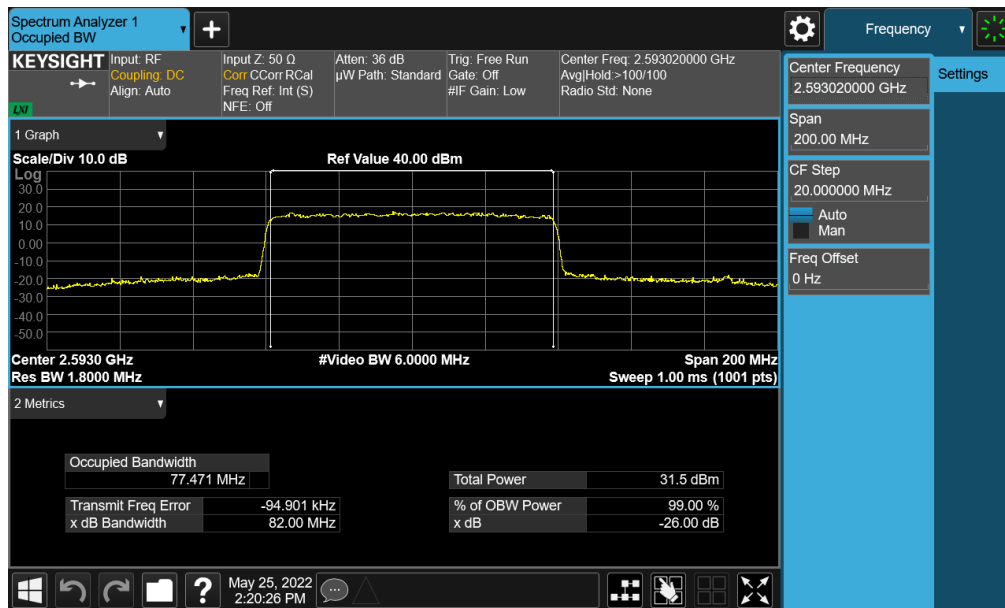 Spectrum Analyzer 1
Occupied BW
Frequency
KEYSIGHT
LXI
Input: RF
Coupling: DC
Align: Auto
Input Z: 50 Ω
Corr CCorr RCal
Freq Ref: Int (S)
NFE: Off
Atten: 36 dB
µW Path: Standard
Trig: Free Run
Gate: Off
#IF Gain: Low
Center Freq: 2.593020000 GHz
Avg|Hold:>100/100
Radio Std: None
Center Frequency
2.593020000 GHz
Settings
Span
200.00 MHz
CF Step
20.000000 MHz
Auto
Man
Freq Offset
0 Hz
1 Graph
Scale/Div 10.0 dB
Ref Value 40.00 dBm
Log
30.0
20.0
10.0
0.00
-10.0
-20.0
-30.0
-40.0
-50.0
Center 2.5930 GHz
#Video BW 6.0000 MHz
Span 200 MHz
Res BW 1.8000 MHz
Sweep 1.00 ms (1001 pts)
2 Metrics
Occupied Bandwidth
77.471 MHz
Total Power 31.5 dBm
Transmit Freq Error -94.901 kHz
% of OBW Power 99.00 %
x dB Bandwidth 82.00 MHz
x dB -26.00 dB
May 25, 2022
2:20:26 PM